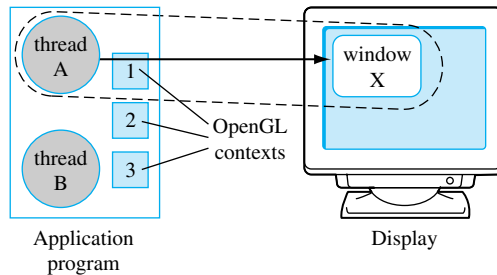 thread
A
1
2
3
thread
B
OpenGL
contexts
window
X
Application
program
Display